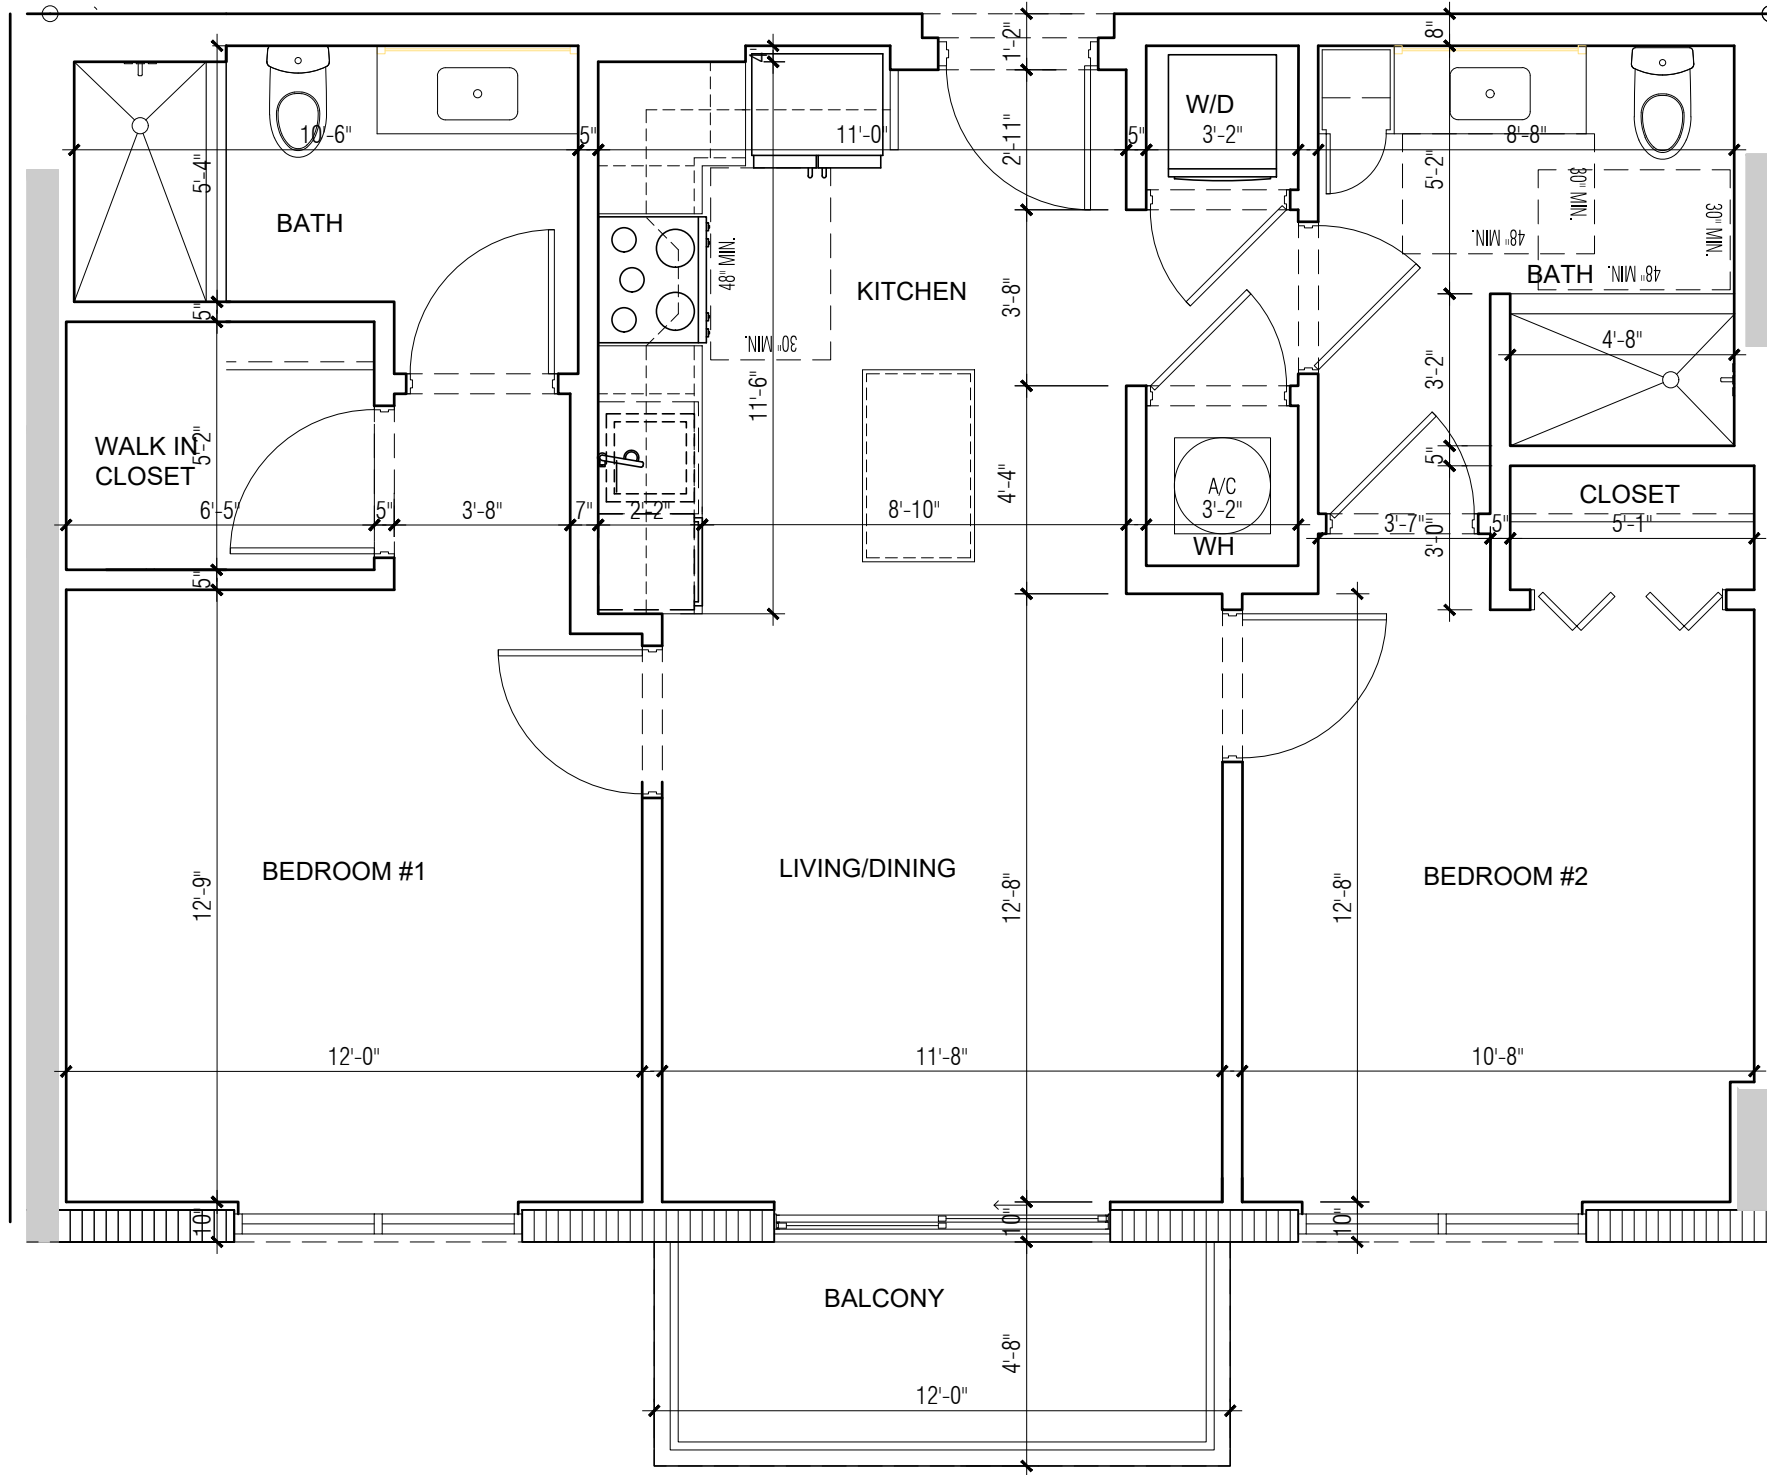 1'-2"
8"
4"
W/D
10'-6"
5"
11'-0"
2'-11"
5"
3'-2"
8'-8"
5'-4"
5'-2"
30" MIN.
30" MIN.
BATH
48" MIN.
48" MIN.
48" MIN.
BATH
KITCHEN
3'-8"
5"
30" MIN.
4'-8"
3'-2"
11'-6"
WALK IN
CLOSET
5'-2"
4'-4"
5"
A/C
CLOSET
6'-5"
5"
3'-8"
7"
2'-2"
8'-10"
3'-2"
3'-7"
5"
5'-1"
3'-0"
WH
5"
BEDROOM #1
LIVING/DINING
BEDROOM #2
12'-9"
12'-8"
12'-8"
12'-0"
11'-8"
10'-8"
10"
10"
10"
BALCONY
4'-8"
12'-0"